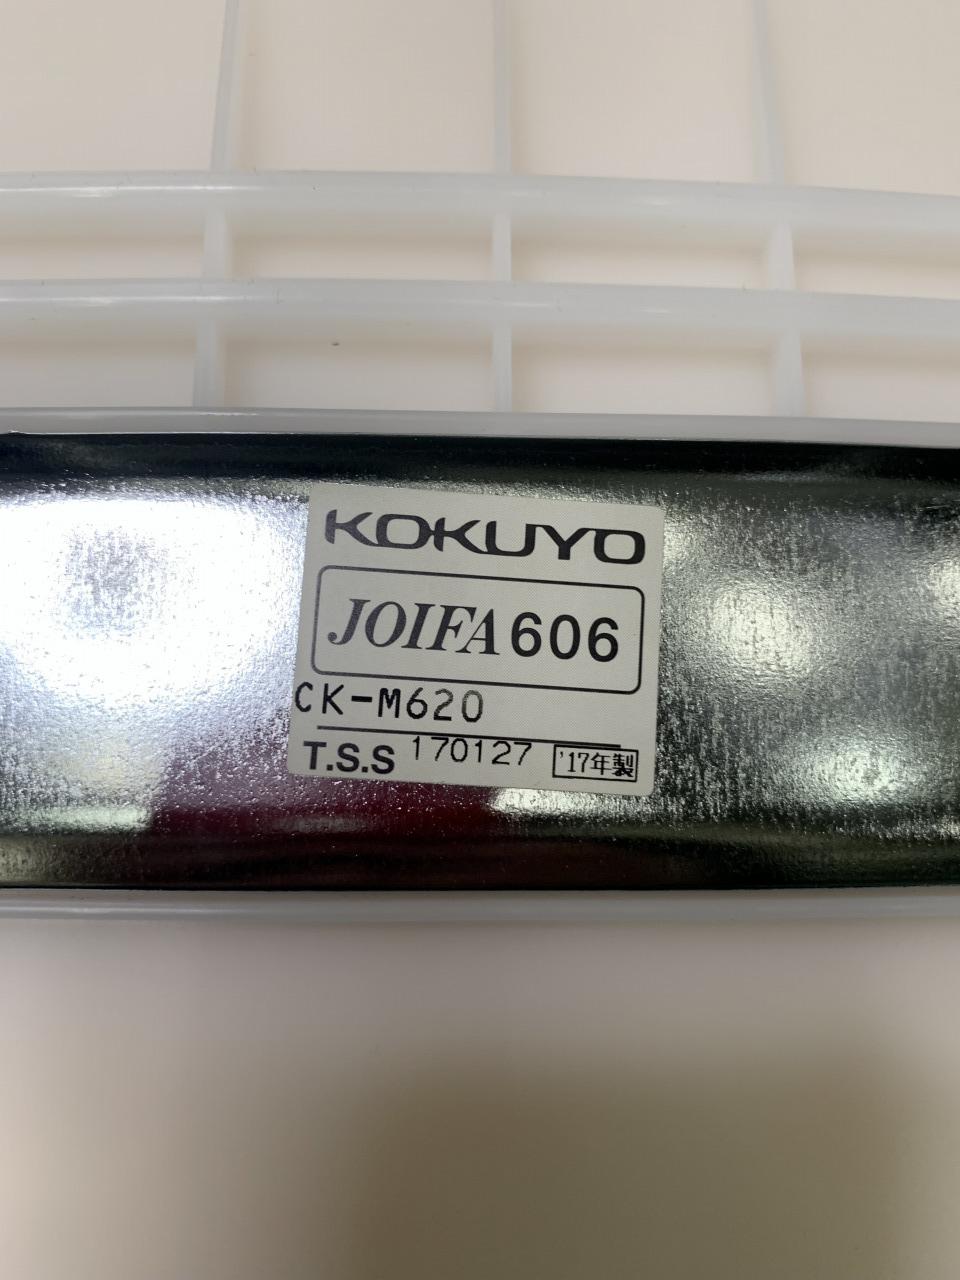 KOKUYO
JOIFA 606
CK-M620
T.S.S 170127 '17年製